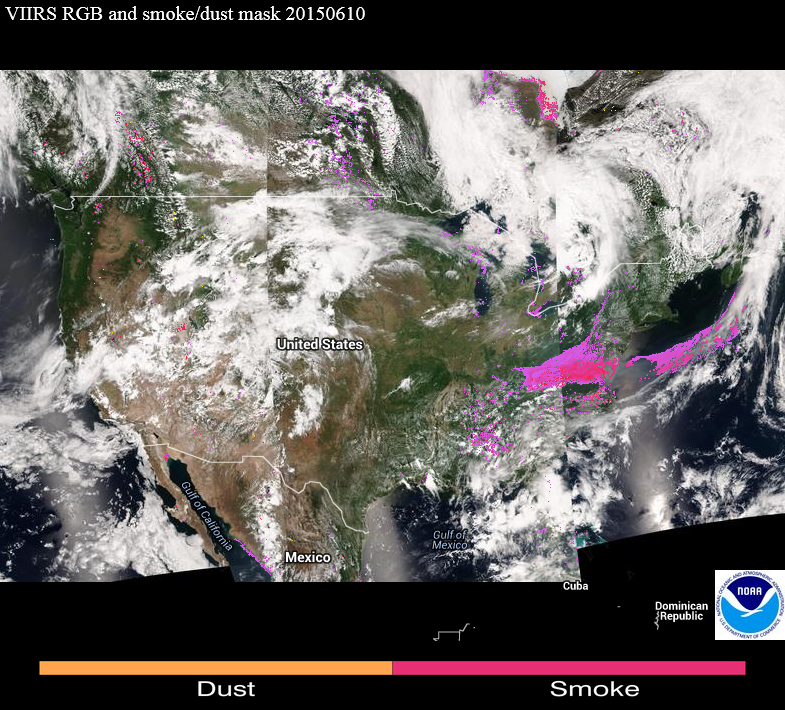 VIIRS RGB and smoke/dust mask 20150610
United States
Gulf of California
Gulf of
Mexico
Mexico
Cuba
Dominican
Republic
NOAA
Dust
Smoke